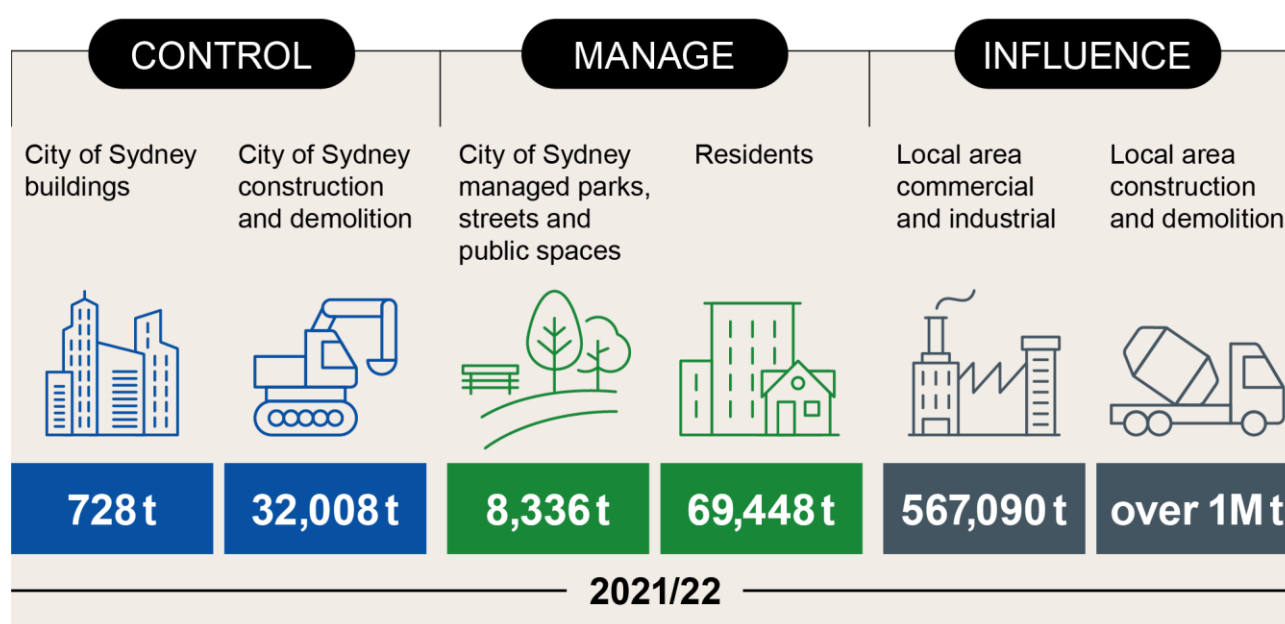 CONTROL
MANAGE
INFLUENCE
City of Sydney
buildings
City of Sydney
construction
and demolition
City of Sydney
managed parks,
streets and
public spaces
Residents
Local area
commercial
and industrial
Local area
construction
and demolition
728 t
32,008 t
8,336 t
69,448 t
567,090 t
over 1M t
2021/22